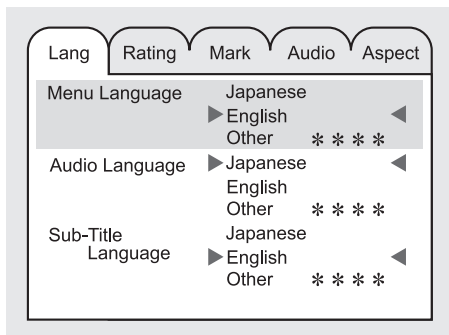 Lang Rating Mark Audio Aspect
Menu Language Japanese
English
Other ****
Audio Language Japanese
English
Other ****
Sub-Title Japanese
Language English
Other ****